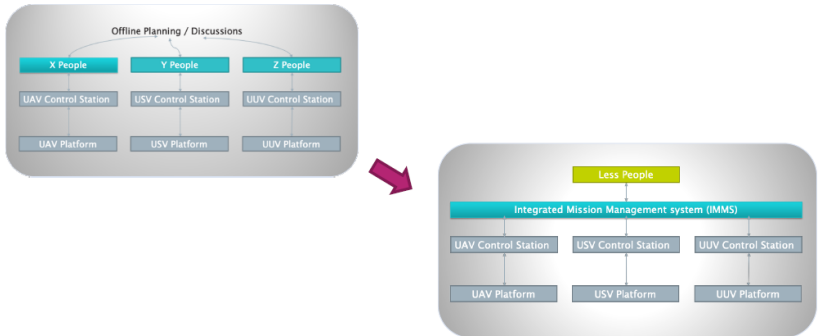 Offline Planning / Discussions
X People
Y People
Z People
UAV Control Station
USV Control Station
UUV Control Station
UAV Platform
USV Platform
UUV Platform
Less People
Integrated Mission Management system (IMMS)
UAV Control Station
USV Control Station
UUV Control Station
UAV Platform
USV Platform
UUV Platform